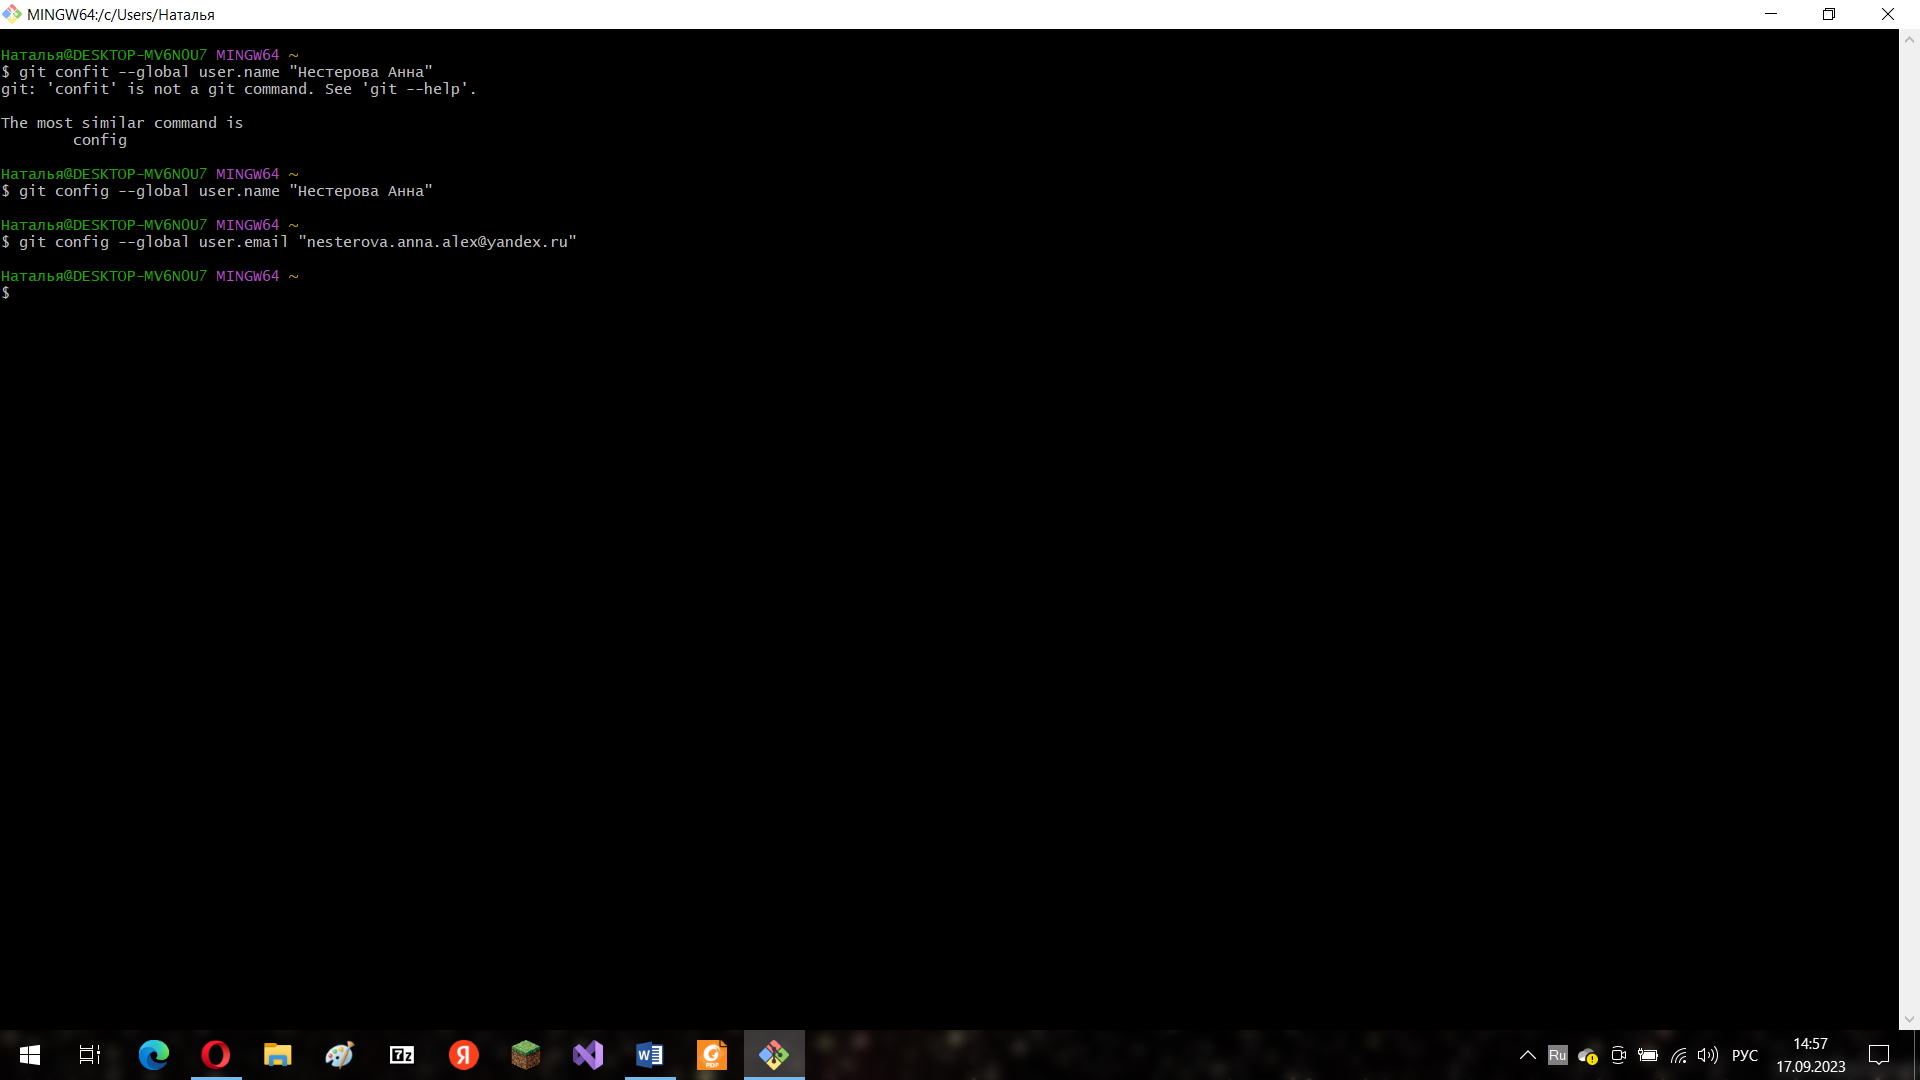 MINGW64:/c/Users/Наталья
Наталья@DESKTOP-MV6N0U7 MINGW64 ~
$ git confit --global user.name "Нестерова Анна"
git: 'confit' is not a git command. See 'git --help'.
The most similar command is
config
Наталья@DESKTOP-MV6N0U7 MINGW64 ~
$ git config --global user.name "Нестерова Анна"
Наталья@DESKTOP-MV6N0U7 MINGW64 ~
$ git config --global user.email "nesterova.anna.alex@yandex.ru"
Наталья@DESKTOP-MV6N0U7 MINGW64 ~
$
7z
Я
W
PDF
Ru
РУС
14:57
17.09.2023